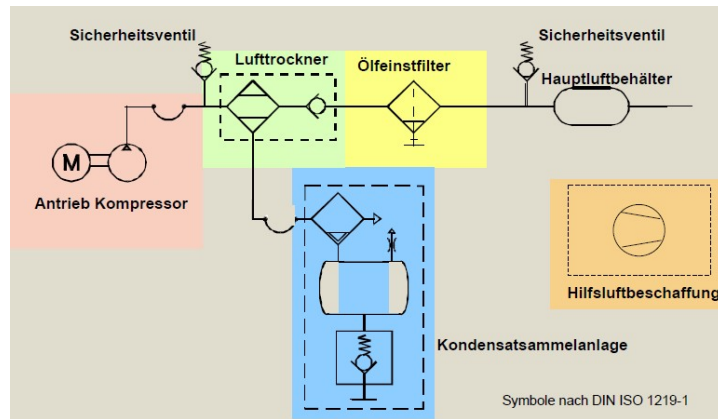 Sicherheitsventil
Sicherheitsventil
Lufttrockner
Ölfeinstfilter
Hauptluftbehälter
M
Antrieb Kompressor
Hilfsluftbeschaffung
Kondensatsammelanlage
Symbole nach DIN ISO 1219-1